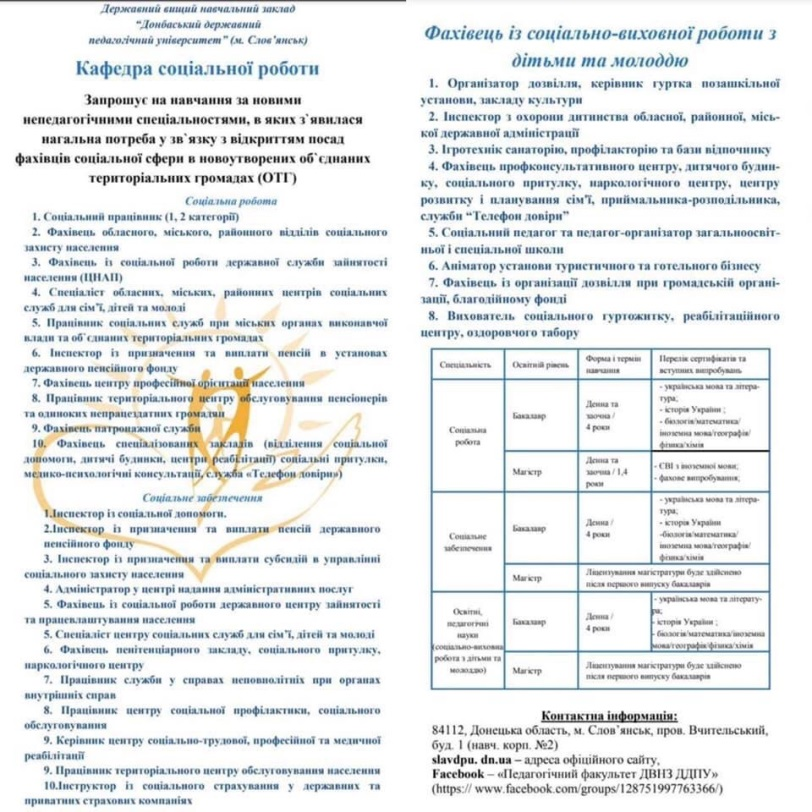 Державний вищий навчальний заклад
“Донбаський державний
педагогічний університет” (м. Слов’янськ)
Кафедра соціальної роботи
Запрошує на навчання за новими
непедагогічними спеціальностями, в яких з`явилася
нагальна потреба у зв`язку з відкриттям посад
фахівців соціальної сфери в новоутворених об`єднаних
територіальних громадах (ОТГ)
Соціальна робота
1. Соціальний працівник (1, 2 категорії)
2. Фахівець обласного, міського, районного відділів соціального
захисту населення
3. Фахівець із соціальної роботи державної служби зайнятості
населення (ЦНАП)
4. Спеціаліст обласних, міських, районних центрів соціальних
служб для сім’ї, дітей та молоді
5. Працівник соціальних служб при міських органах виконавчої
влади та об`єднаних територіальних громадах
6. Інспектор із призначення та виплати пенсій в установах
державного пенсійного фонду
7. Фахівець центру професійної орієнтації населення
8. Працівник територіального центру обслуговування пенсіонерів
та одиноких непрацездатних громадян
9. Фахівець патронажної служби
10. Фахівець спеціалізованих закладів (відділення соціальної
допомоги, дитячі будинки, центри реабілітації) соціальні притулки,
медико-психологічні консультації, служба «Телефон довіри»)
Соціальне забезпечення
1.Інспектор із соціальної допомоги.
2.Інспектор із призначення та виплати пенсій державного
пенсійного фонду
3. Інспектор із призначення та виплати субсидій в управлінні
соціального захисту населення
4. Адміністратор у центрі надання адміністративних послуг
5. Фахівець із соціальної роботи державного центру зайнятості
та працевлаштування населення
5. Спеціаліст центру соціальних служб для сім’ї, дітей та молоді
6. Фахівець пенітенціарного закладу, соціального притулку,
наркологічного центру
7. Працівник служби у справах неповнолітніх при органах
внутрішніх справ
8. Працівник центру соціальної профілактики, соціального
обслуговування
9. Керівник центру соціально-трудової, професійної та медичної
реабілітації
9. Працівник територіального центру обслуговування населення
10.Інструктор із соціального страхування у державних та
приватних страхових компаніях
Фахівець із соціально-виховної роботи з
дітьми та молоддю
1. Організатор дозвілля, керівник гуртка позашкільної
установи, закладу культури
2. Інспектор з охорони дитинства обласної, районної, місь-
кої державної адміністрації
3. Ігротехнік санаторію, профілакторію та бази відпочинку
4. Фахівець профконсультативного центру, дитячого будин-
ку, соціального притулку, наркологічного центру, центру
розвитку і планування сім’ї, приймальника-розподільника,
служби “Телефон довіри”
5. Соціальний педагог та педагог-організатор загальноосвіт-
ньої і спеціальної школи
6. Аніматор установи туристичного та готельного бізнесу
7. Фахівець із організації дозвілля при громадській органі-
зації, благодійному фонді
8. Вихователь соціального гуртожитку, реабілітаційного
центру, оздоровчого табору
Спеціальність
Освітній рівень
Форма і термін
навчання
Перелік сертифікатів та
вступних випробувань
Соціальна
робота
Бакалавр
Денна та
заочна /
4 роки
- українська мова та літера-
тура;
- історія України ;
- біологія/математика/
іноземна мова/географія/
фізика/хімія
Магістр
Денна та
заочна / 1,4
роки
- ЄВІ з іноземної мови;
- фахове випробування;
Соціальне
забезпечення
Бакалавр
Денна /
4 роки
- українська мова та літера-
тура;
- історія України
-біологія/математика/
іноземна мова/географія/
фізика/хімія
Магістр
Ліцензування магістратури буде здійснено
після першого випуску бакалаврів
Освітні,
педагогічні
науки
(соціально-виховна
робота з дітьми та
молоддю)
Бакалавр
Денна /
4 роки
- українська мова та літерату-
ра;
- історія України ;
- біологія/математика/іноземна
мова/географія/фізика/хімія
Магістр
Ліцензування магістратури буде здійснено
після першого випуску бакалаврів
Контактна інформація:
84112, Донецька область, м. Слов’янськ, пров. Вчительський,
буд. 1 (навч. корп. №2)
slavdpu. dn.ua – адреса офіційного сайту,
Facebook – «Педагогічний факультет ДВНЗ ДДПУ»
(https:// www.facebook.com/groups/128751997763366/)